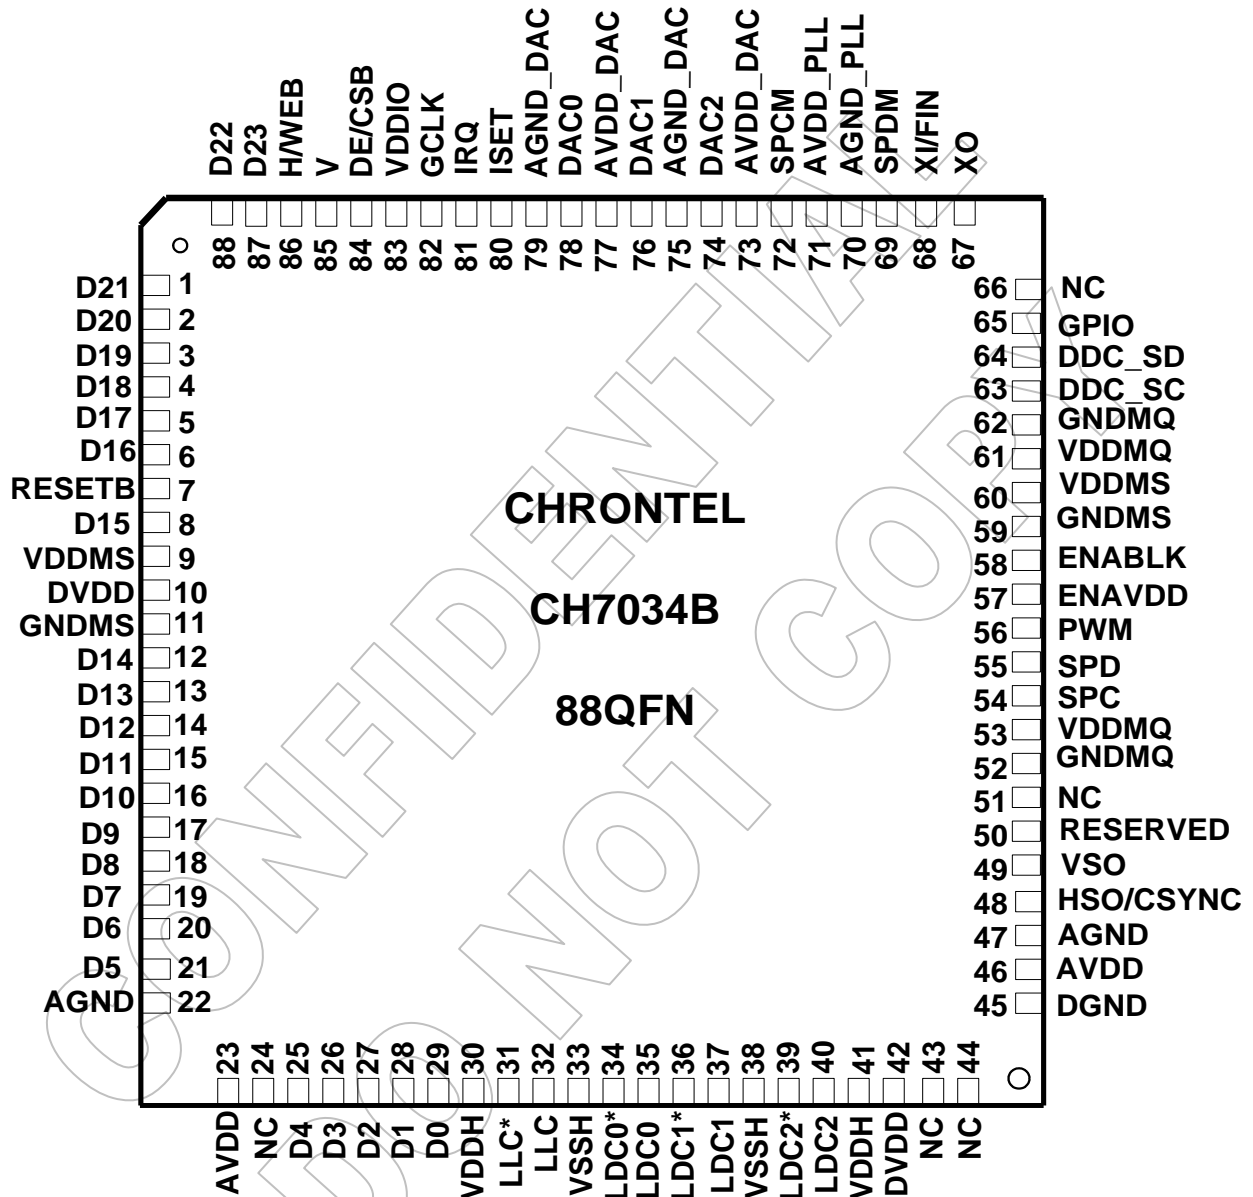 D22
D23
H/WEB
V
DE/CSB
VDDIO
GCLK
IRQ
ISET
AGND_DAC
DAC0
AVDD_DAC
DAC1
AGND_DAC
DAC2
AVDD_DAC
SPCM
AVDD_PLL
AGND_PLL
SPDM
XI/FIN
XO
88
87
86
85
84
83
82
81
80
79
78
77
76
75
74
73
72
71
70
69
68
67
D21 1
D20 2
D19 3
D18 4
D17 5
D16 6
RESETB 7
D15 8
VDDMS 9
DVDD 10
GNDMS 11
D14 12
D13 13
D12 14
D11 15
D10 16
D9 17
D8 18
D7 19
D6 20
D5 21
AGND 22
CHRONTEL
CH7034B
88QFN
66 NC
65 GPIO
64 DDC_SD
63 DDC_SC
62 GNDMQ
61 VDDMQ
60 VDDMS
59 GNDMS
58 ENABLK
57 ENAVDD
56 PWM
55 SPD
54 SPC
53 VDDMQ
52 GNDMQ
51 NC
50 RESERVED
49 VSO
48 HSO/CSYNC
47 AGND
46 AVDD
45 DGND
23
24
25
26
27
28
29
30
31
32
33
34
35
36
37
38
39
40
41
42
43
44
AVDD
NC
D4
D3
D2
D1
D0
VDDH
LLC*
LLC
VSSH
LDC0*
LDC0
LDC1*
LDC1
VSSH
LDC2*
LDC2
VDDH
DVDD
NC
NC
CONFIDENTIAL
DO NOT COPY